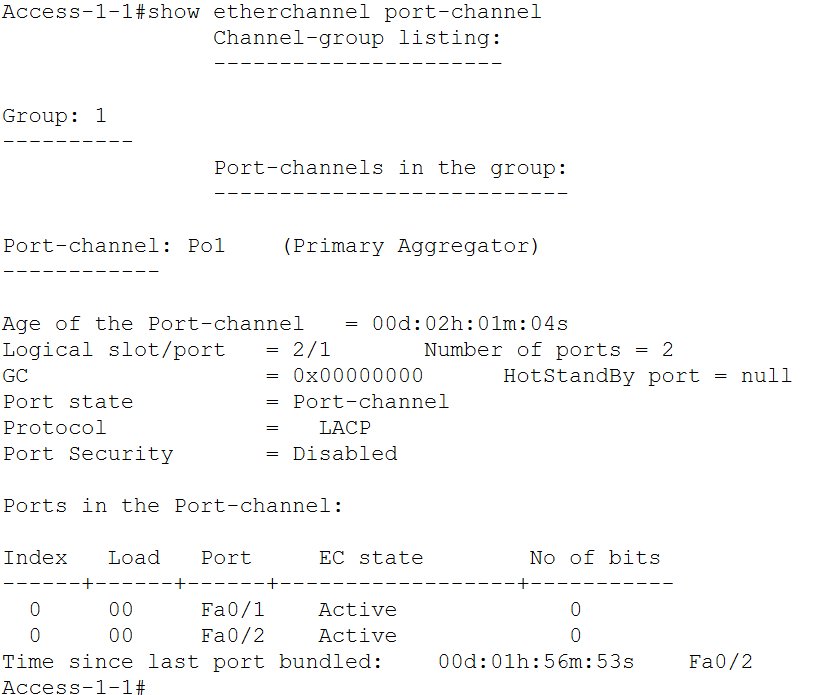 Access-1-1#show etherchannel port-channel
Channel-group listing:
----------------------
Group: 1
----------
Port-channels in the group:
---------------------------
Port-channel: Po1    (Primary Aggregator)
------------
Age of the Port-channel   = 00d:02h:01m:04s
Logical slot/port   = 2/1       Number of ports = 2
GC                  = 0x00000000      HotStandBy port = null
Port state          = Port-channel
Protocol            =   LACP
Port Security       = Disabled
Ports in the Port-channel:
Index   Load   Port     EC state        No of bits
------+------+------+------------------+-----------
  0     00     Fa0/1    Active             0
  0     00     Fa0/2    Active             0
Time since last port bundled:    00d:01h:56m:53s    Fa0/2
Access-1-1#